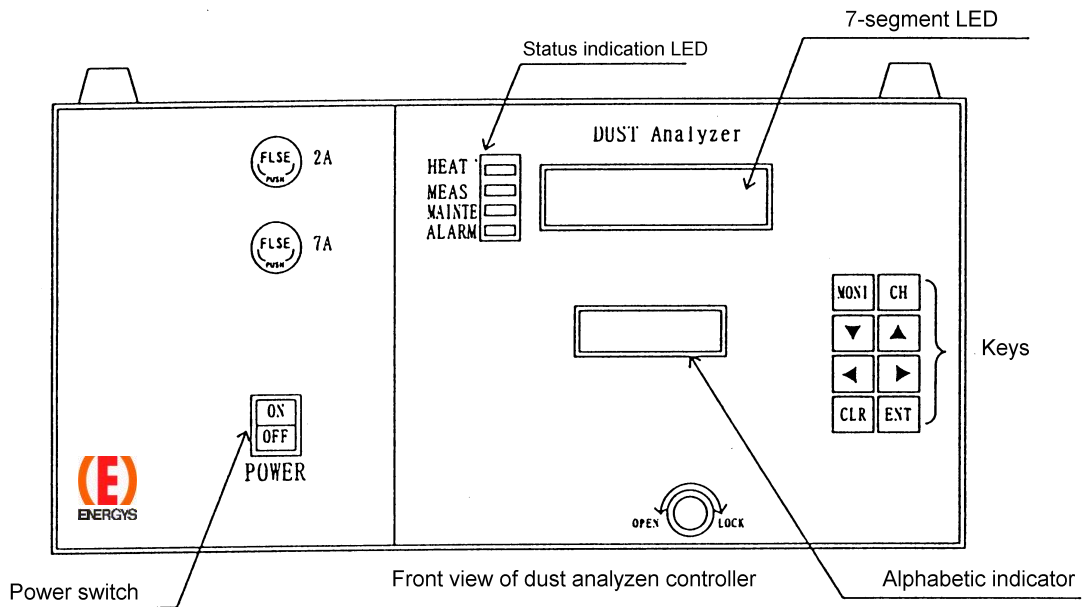 7-segment LED
Status indication LED
DUST Analyzer
FLSE
PUSH
2A
HEAT
MEAS
MAINTE
ALARM
FLSE
PUSH
7A
MONI CH
Keys
CLR ENT
ON
OFF
POWER
(E)
ENERGYS
OPEN LOCK
Power switch
Front view of dust analyzen controller
Alphabetic indicator